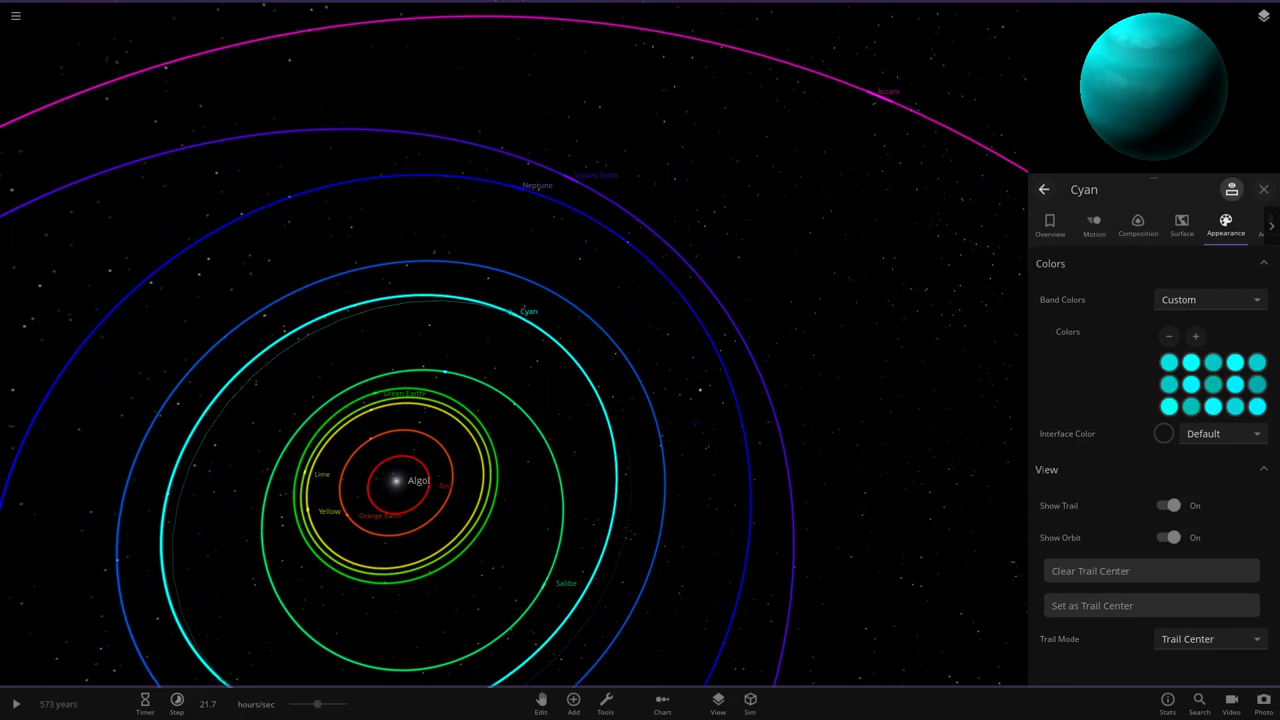 Accam
Violent Earth
Neptune
Cyan
Green Earth
Algol
Red
Lime
Yellow
Orange Earth
Salibe
Cyan
Overview
Motion
Composition
Surface
Appearance
Colors
Band Colors
Custom
Colors
Interface Color
Default
View
Show Trail
On
Show Orbit
On
Clear Trail Center
Set as Trail Center
Trail Mode
Trail Center
573 years
Timer
Step
21.7
hours/sec
Edit
Add
Tools
Chart
View
Sim
Stats
Search
Video
Photo